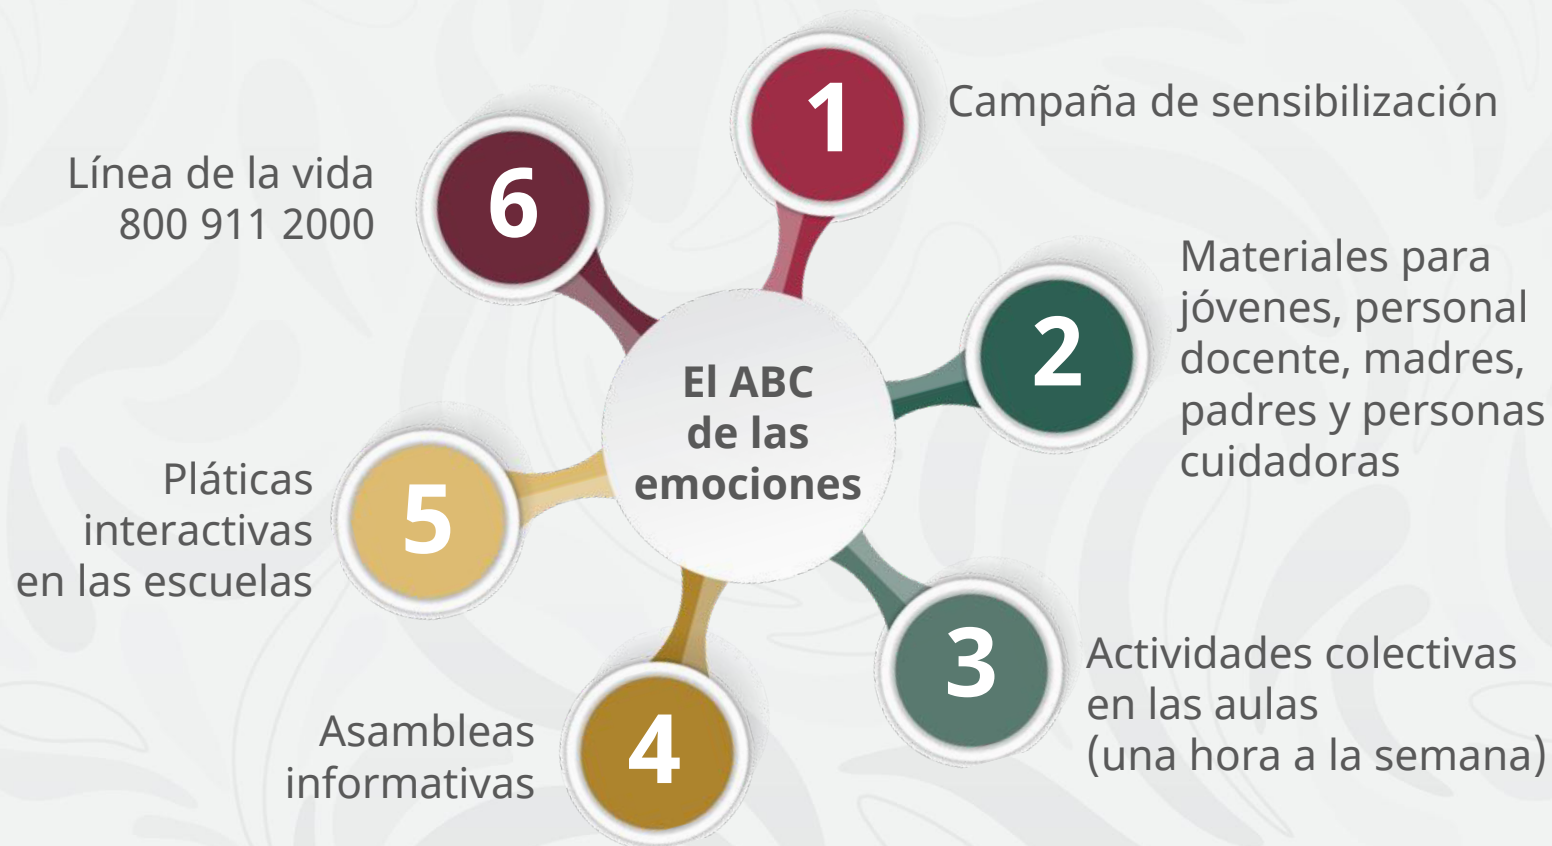 El ABC
de las
emociones
1
Campaña de sensibilización
2
Materiales para
jóvenes, personal
docente, madres,
padres y personas
cuidadoras
3
Actividades colectivas
en las aulas
(una hora a la semana)
4
Asambleas
informativas
5
Pláticas
interactivas
en las escuelas
6
Línea de la vida
800 911 2000